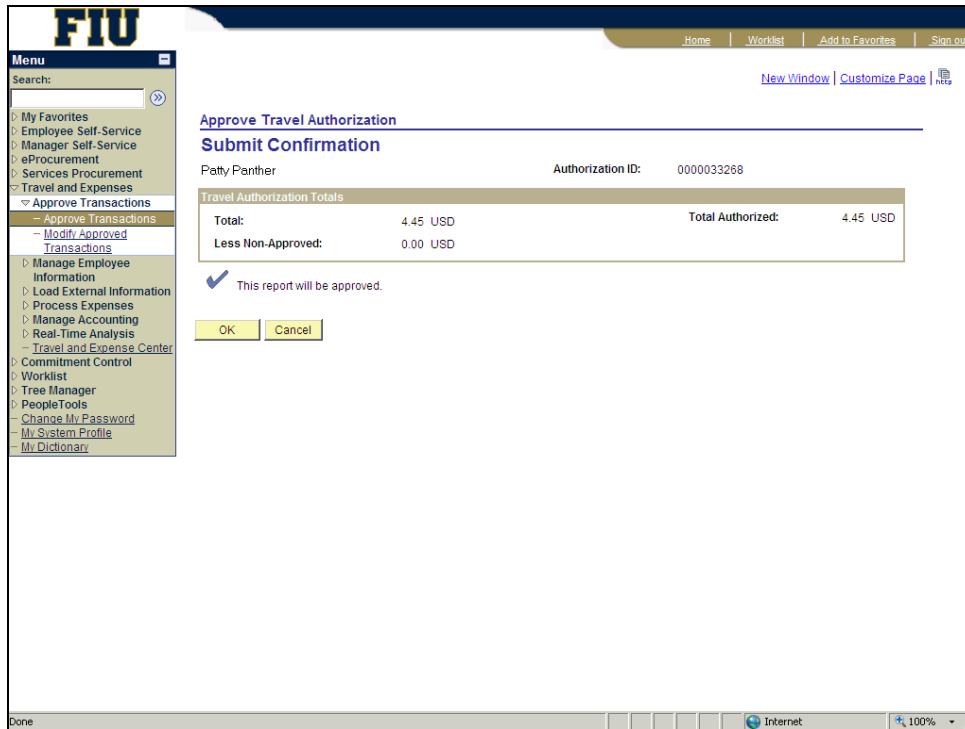 FIU
Home | Worklist | Add to Favorites | Sign ou
Menu
Search:
New Window | Customize Page | http
My Favorites
Employee Self-Service
Manager Self-Service
eProcurement
Services Procurement
Travel and Expenses
Approve Transactions
– Approve Transactions
– Modify Approved
Transactions
Manage Employee
Information
Load External Information
Process Expenses
Manage Accounting
Real-Time Analysis
– Travel and Expense Center
Commitment Control
Worklist
Tree Manager
PeopleTools
– Change My Password
– My System Profile
– My Dictionary
Approve Travel Authorization
Submit Confirmation
Patty Panther Authorization ID: 0000033268
Travel Authorization Totals
Total: 4.45 USD Total Authorized: 4.45 USD
Less Non-Approved: 0.00 USD
This report will be approved.
OK Cancel
Done Internet 100%